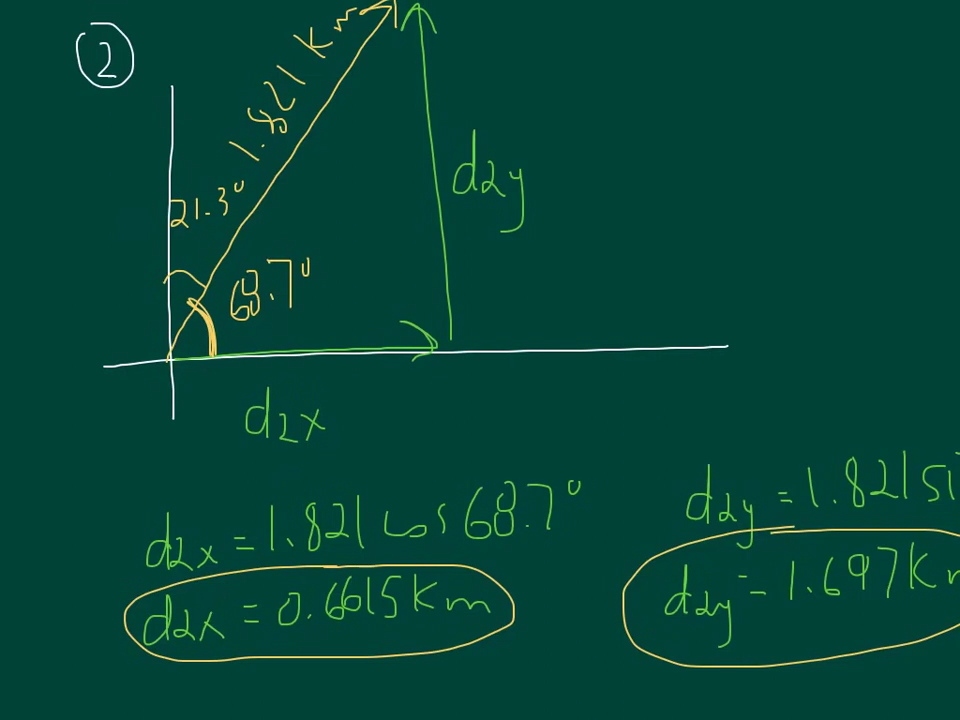 2
1.821 Km
21.3°
d2y
68.7°
d2x
d2x = 1.821 cos 68.7°
d2y = 1.821 si
d2x = 0.6615 Km
d2y = 1.697 Km